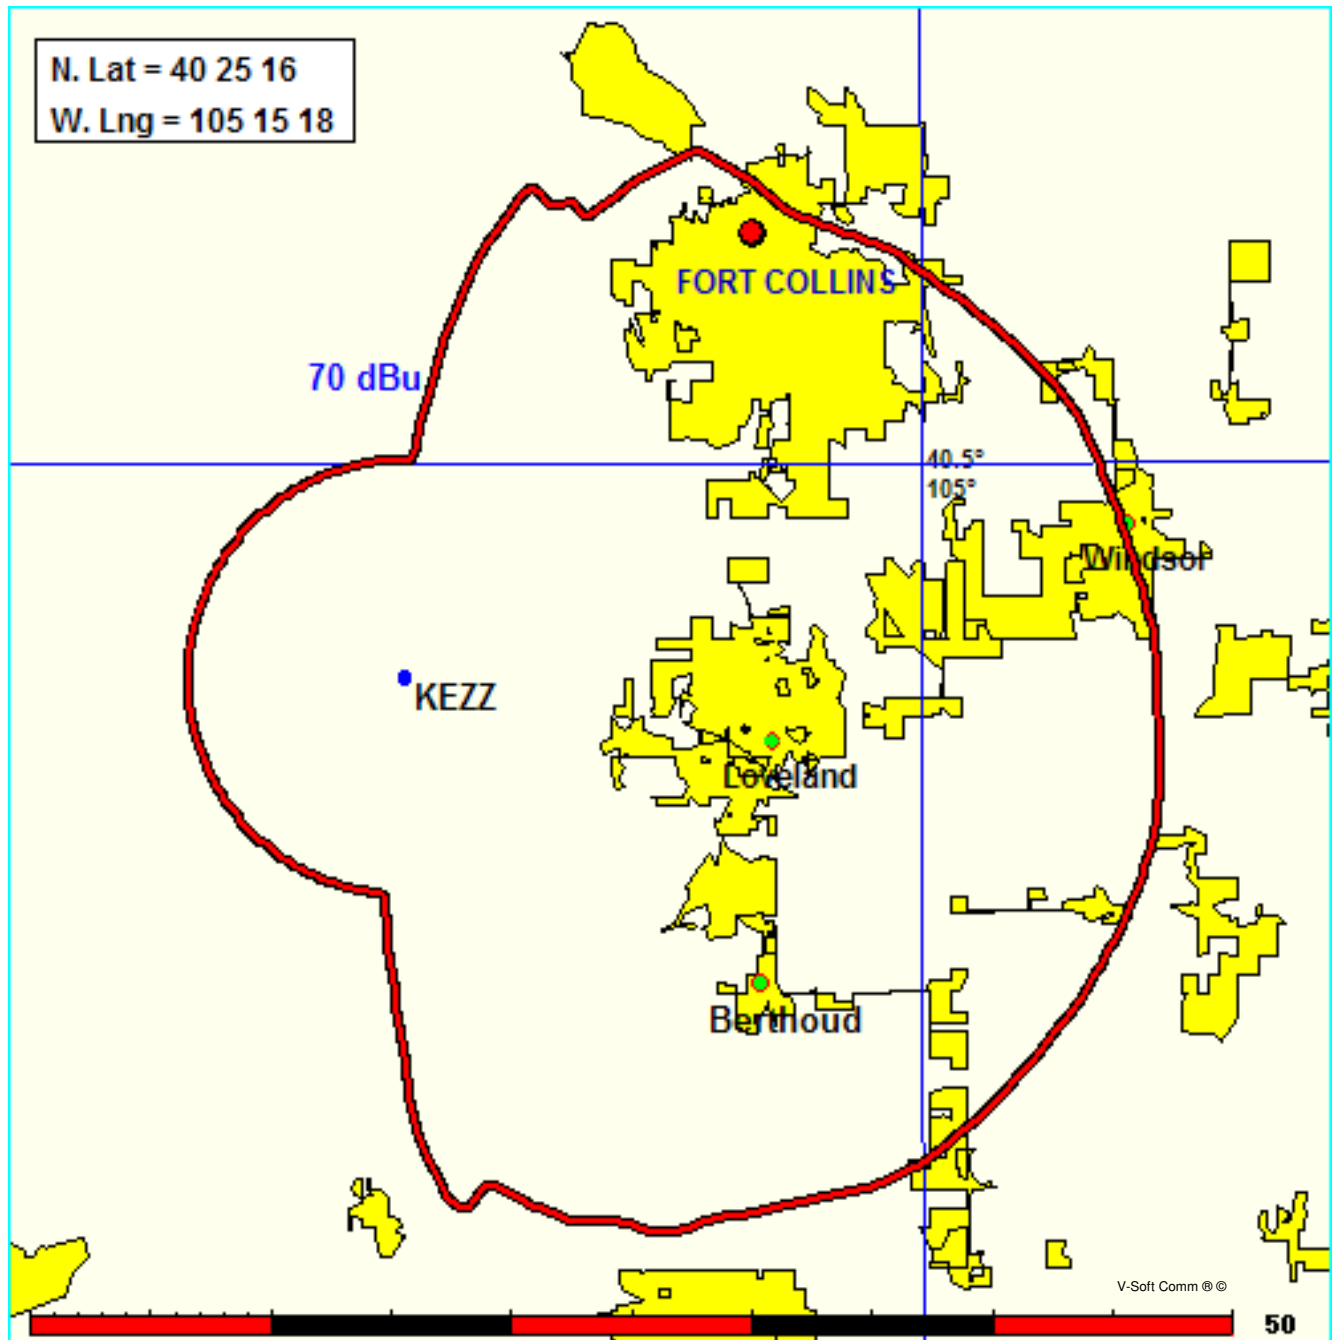 N. Lat = 40 25 16
W. Lng = 105 15 18
FORT COLLINS
70 dBu
40.5°
105°
Windsor
KEZZ
Loveland
Berthoud
V-Soft Comm ® ©
50